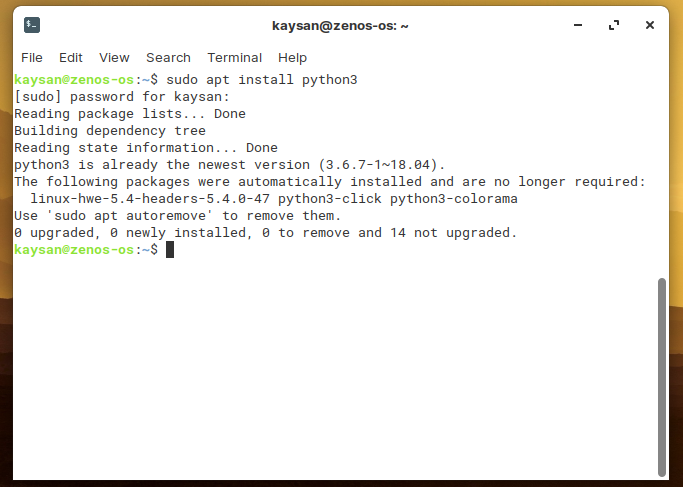 kaysan@zenos-os: ~
File Edit View Search Terminal Help
kaysan@zenos-os:~$ sudo apt install python3
[sudo] password for kaysan:
Reading package lists... Done
Building dependency tree
Reading state information... Done
python3 is already the newest version (3.6.7-1~18.04).
The following packages were automatically installed and are no longer required:
  linux-hwe-5.4-headers-5.4.0-47 python3-click python3-colorama
Use 'sudo apt autoremove' to remove them.
0 upgraded, 0 newly installed, 0 to remove and 14 not upgraded.
kaysan@zenos-os:~$